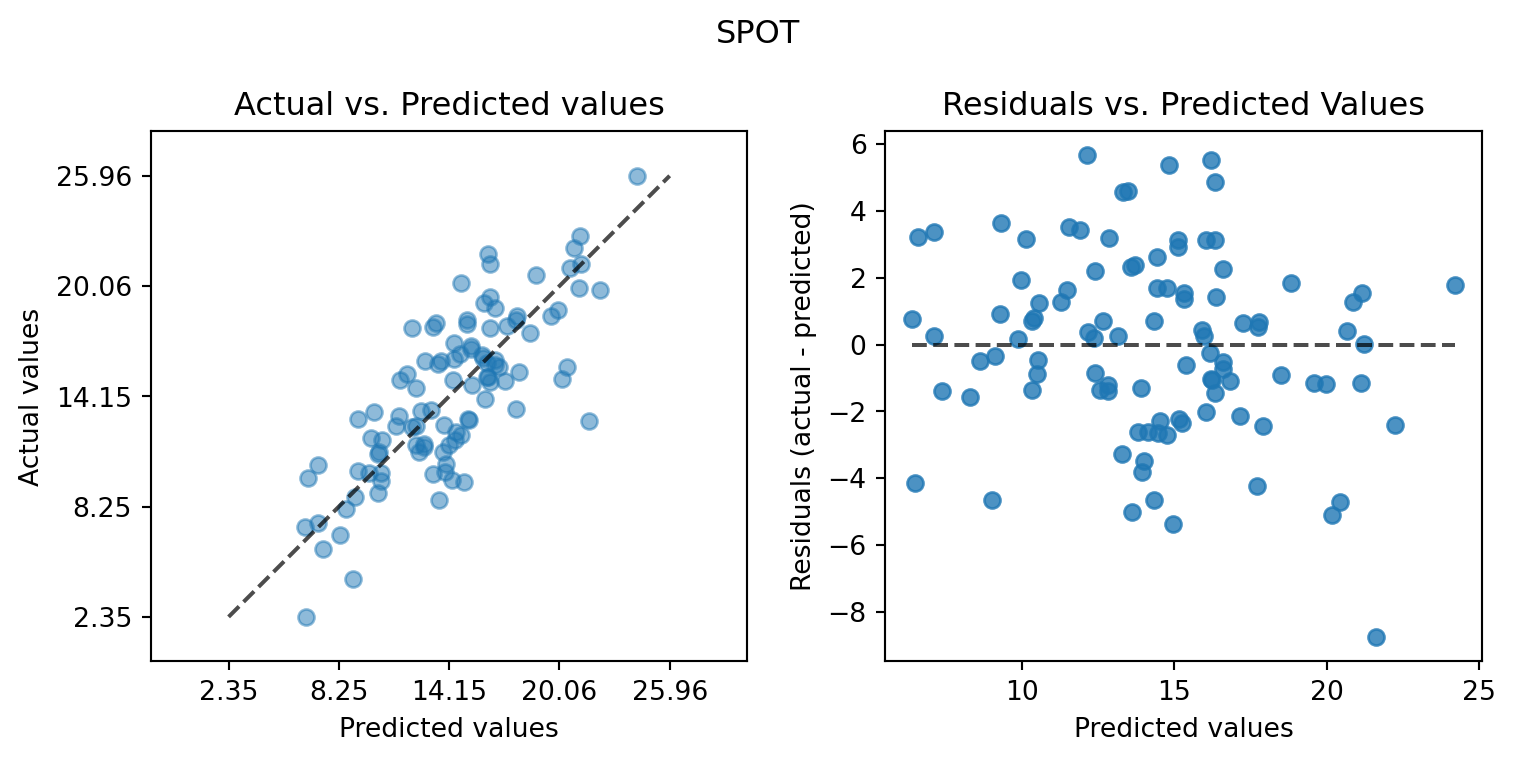 SPOT
Actual vs. Predicted values
Actual values
25.96
20.06
14.15
8.25
2.35
2.35 8.25 14.15 20.06 25.96
Predicted values
Residuals vs. Predicted Values
Residuals (actual - predicted)
6
4
2
0
−2
−4
−6
−8
10 15 20 25
Predicted values